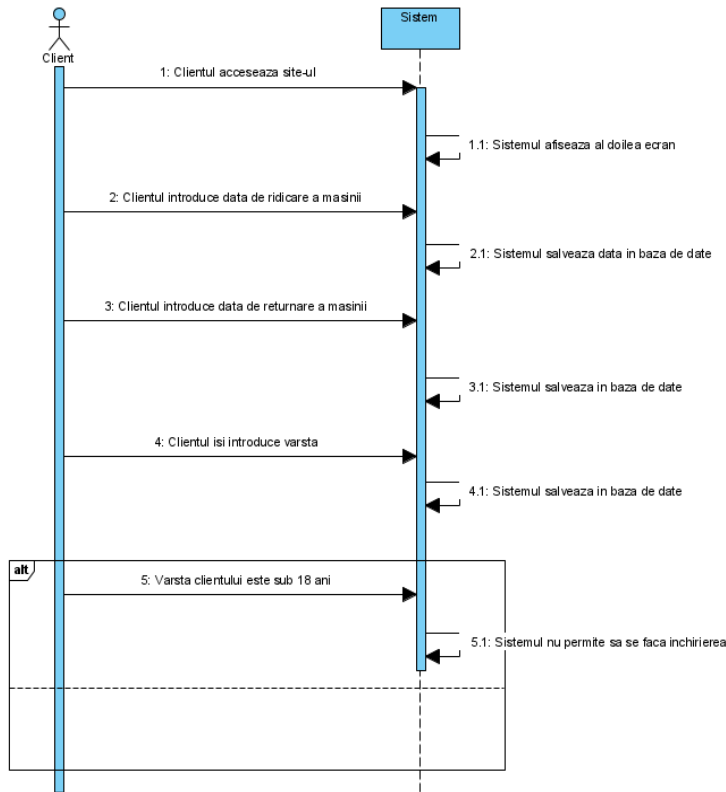 Sistem
Client
1: Clientul acceseaza site-ul
1.1: Sistemul afiseaza al doilea ecran
2: Clientul introduce data de ridicare a masinii
2.1: Sistemul salveaza data in baza de date
3: Clientul introduce data de returnare a masinii
3.1: Sistemul salveaza in baza de date
4: Clientul isi introduce varsta
4.1: Sistemul salveaza in baza de date
alt
5: Varsta clientului este sub 18 ani
5.1: Sistemul nu permite sa se faca inchirierea